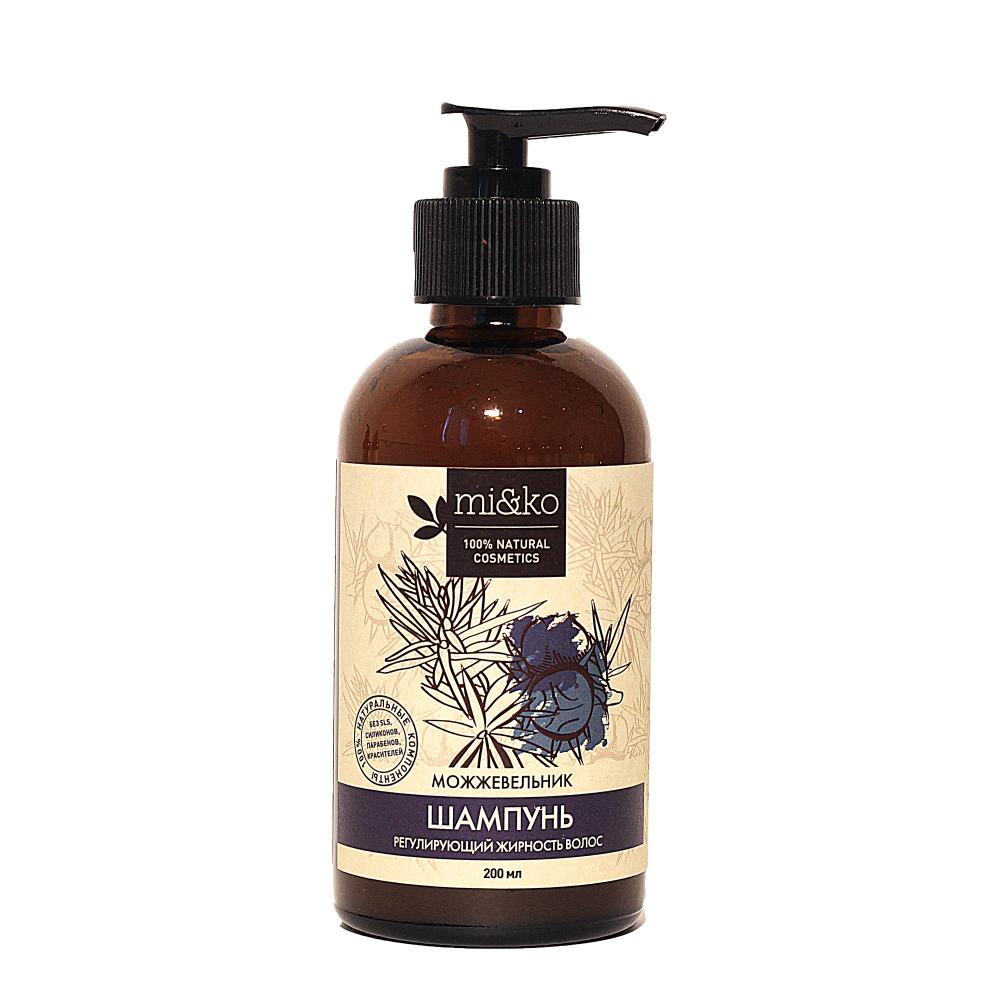 mi&ko
100% NATURAL
COSMETICS
100% НАТУРАЛЬНЫЕ КОМПОНЕНТЫ
БЕЗ SLS,
СИЛИКОНОВ,
ПАРАБЕНОВ,
КРАСИТЕЛЕЙ
МОЖЖЕВЕЛЬНИК
ШАМПУНЬ
РЕГУЛИРУЮЩИЙ ЖИРНОСТЬ ВОЛОС
200 мл